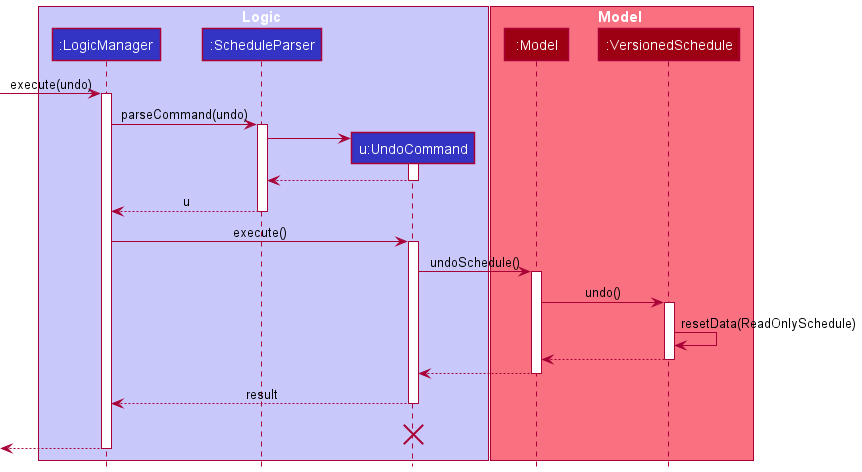 Logic
Model
:LogicManager
:ScheduleParser
:Model
:VersionedSchedule
execute(undo)
parseCommand(undo)
u:UndoCommand
u
execute()
undoSchedule()
undo()
resetData(ReadOnlySchedule)
result